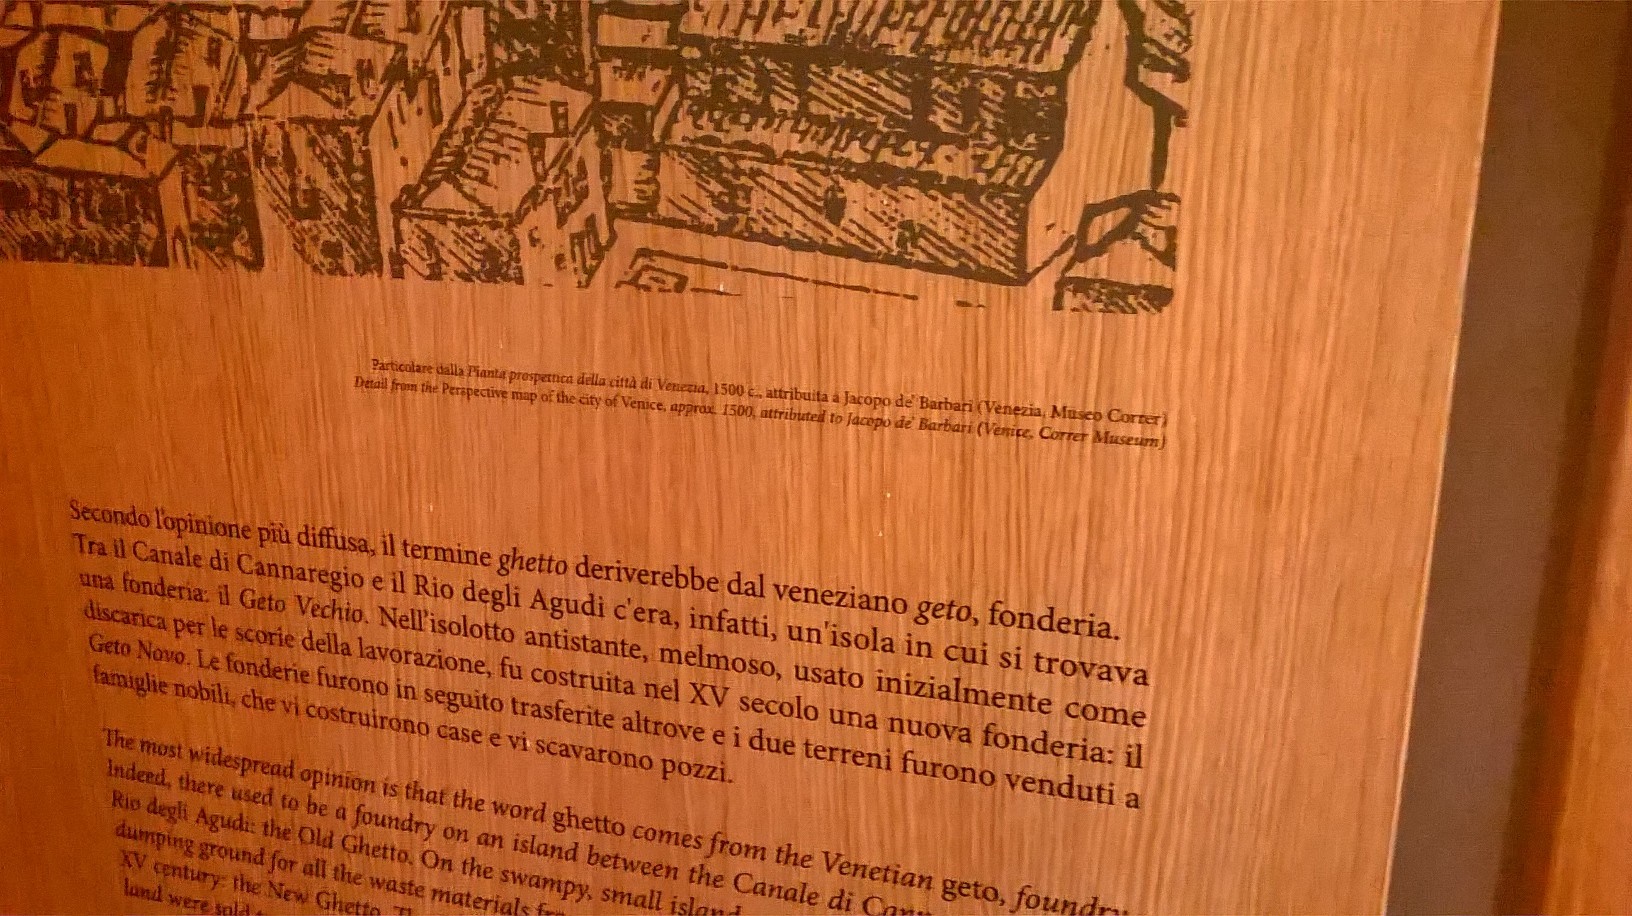 Particolare dalla Pianta prospettica della città di Venezia, 1500 c., attribuita a Jacopo de' Barbari (Venezia, Museo Correr)
Detail from the Perspective map of the city of Venice, approx. 1500, attributed to Jacopo de' Barbari (Venice, Correr Museum)
Secondo l'opinione più diffusa, il termine ghetto deriverebbe dal veneziano geto, fonderia.
Tra il Canale di Cannaregio e il Rio degli Agudi c'era, infatti, un'isola in cui si trovava
una fonderia: il Geto Vechio. Nell'isolotto antistante, melmoso, usato inizialmente come
discarica per le scorie della lavorazione, fu costruita nel XV secolo una nuova fonderia: il
Geto Novo. Le fonderie furono in seguito trasferite altrove e i due terreni furono venduti a
famiglie nobili, che vi costruirono case e vi scavarono pozzi.
The most widespread opinion is that the word ghetto comes from the Venetian geto, foundry
Indeed, there used to be a foundry on an island between the Canale di
Rio degli Agudi: the Old Ghetto. On the swampy, small island
dumping ground for all the waste materials
XV century: the New Ghetto.
land were sold